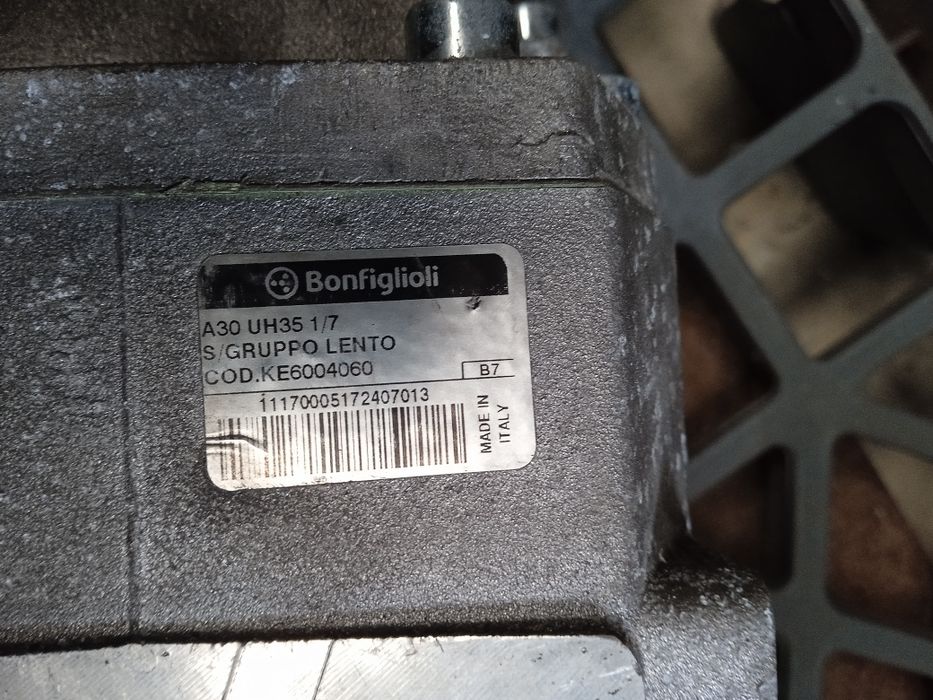 Bonfiglioli
A30 UH35 1/7
S/GRUPPO LENTO
COD.KE6004060
B7
11170005172407013
MADE IN
ITALY